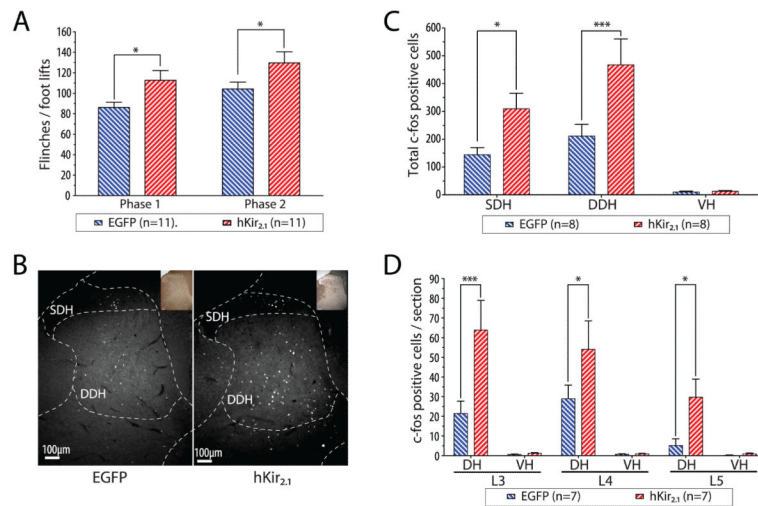 A
Flinches / foot lifts
160
140
120
100
80
60
40
20
0
*
*
Phase 1
Phase 2
EGFP (n=11).
hKir2.1 (n=11)
B
SDH
DDH
100µm
EGFP
SDH
DDH
100µm
hKir2.1
C
Total c-fos positive cells
600
500
400
300
200
100
0
*
***
SDH
DDH
VH
EGFP (n=8)
hKir2.1 (n=8)
D
c-fos positive cells / section
90
80
70
60
50
40
30
20
10
0
***
*
*
DH
VH
DH
VH
DH
VH
L3
L4
L5
EGFP (n=7)
hKir2.1 (n=7)